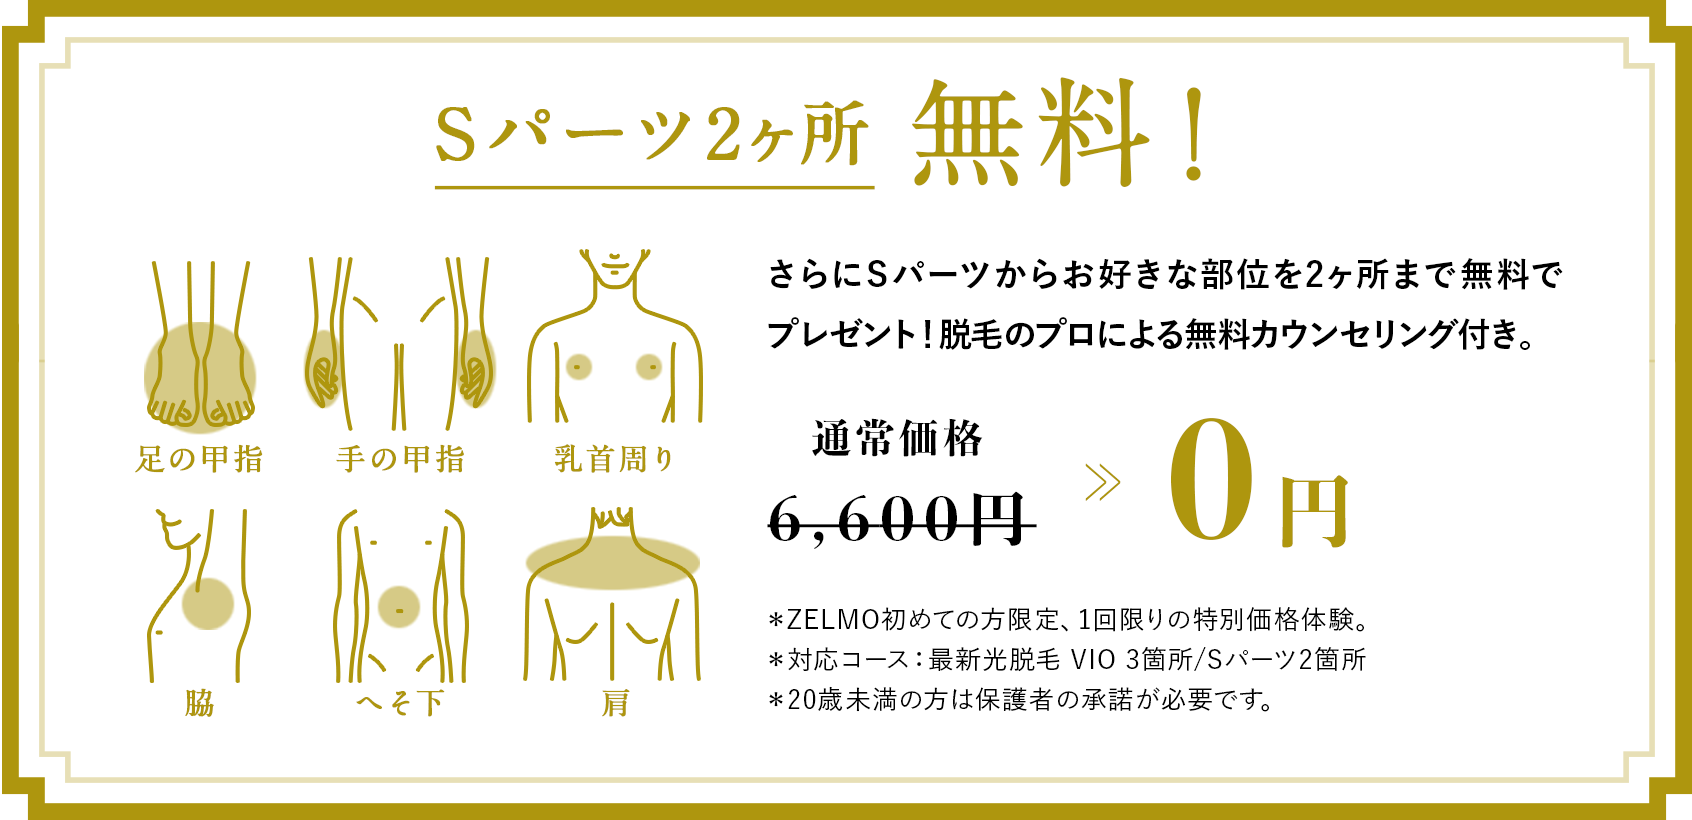 Sパーツ2ヶ所 無料!
さらにSパーツからお好きな部位を2ヶ所まで無料で
プレゼント!脱毛のプロによる無料カウンセリング付き。
足の甲指 手の甲指 乳首周り
脇 へそ下 肩
通常価格
6,600円 >> 0円
*ZELMO初めての方限定、1回限りの特別価格体験。
*対応コース:最新光脱毛 VIO 3箇所/Sパーツ2箇所
*20歳未満の方は保護者の承諾が必要です。